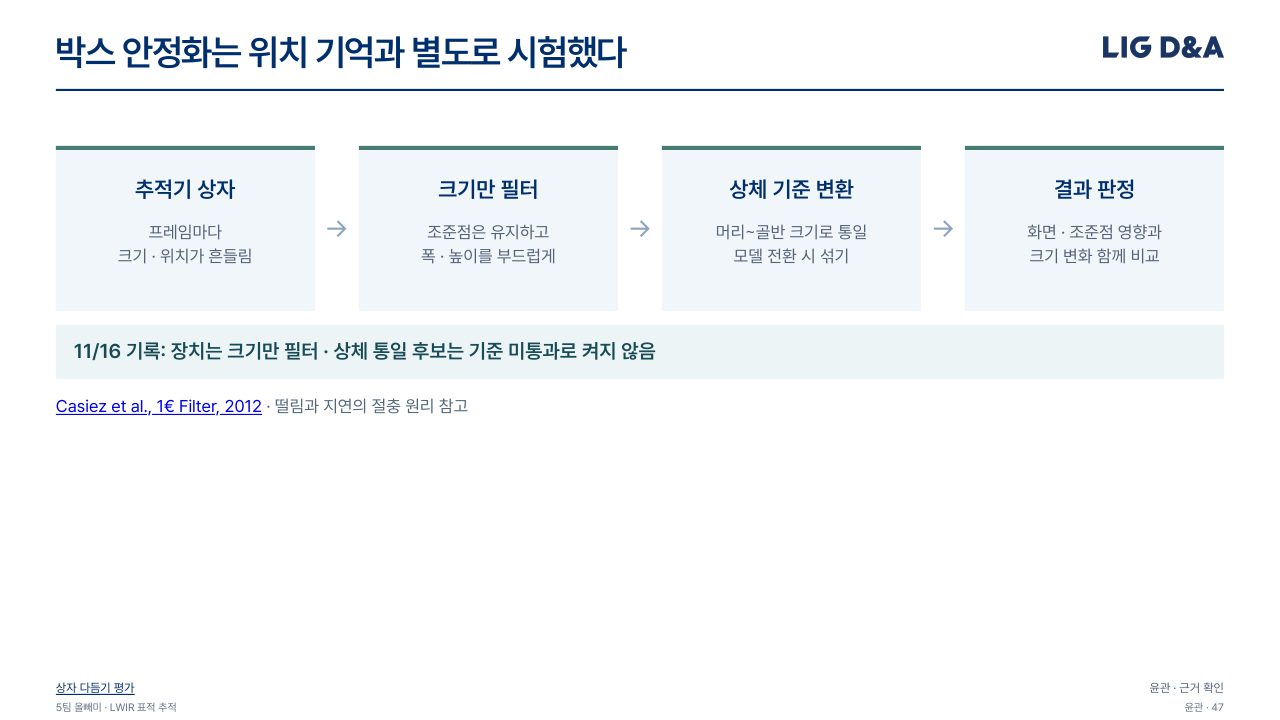 박스 안정화는 위치 기억과 별도로 시험했다
LIG D&A
추적기 상자
프레임마다
크기 · 위치가 흔들림
→
크기만 필터
조준점은 유지하고
폭 · 높이를 부드럽게
→
상체 기준 변환
머리~골반 크기로 통일
모델 전환 시 섞기
→
결과 판정
화면 · 조준점 영향과
크기 변화 함께 비교
11/16 기록: 장치는 크기만 필터 · 상체 통일 후보는 기준 미통과로 켜지 않음
Casiez et al., 1€ Filter, 2012 · 떨림과 지연의 절충 원리 참고
상자 다듬기 평가
5팀 올빼미 · LWIR 표적 추적
윤관 · 근거 확인
윤관 · 47